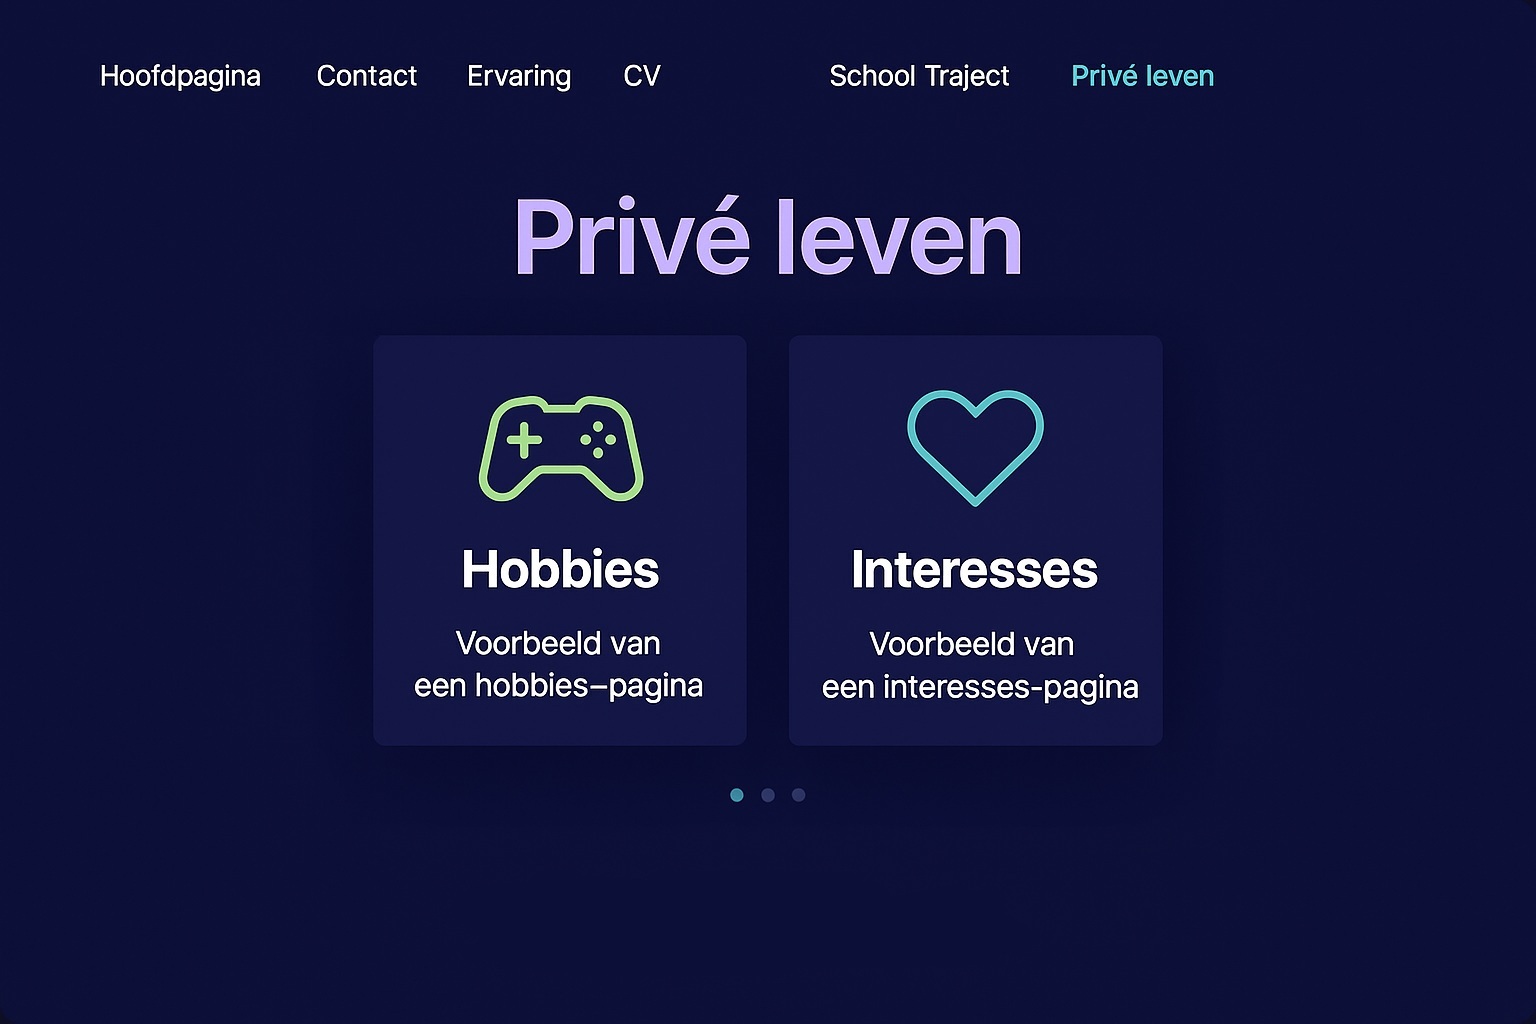 Hoofdpagina Contact Ervaring CV School Traject Privé leven
Privé leven
Hobbies
Voorbeeld van
een hobbies–pagina
Interesses
Voorbeeld van
een interesses-pagina